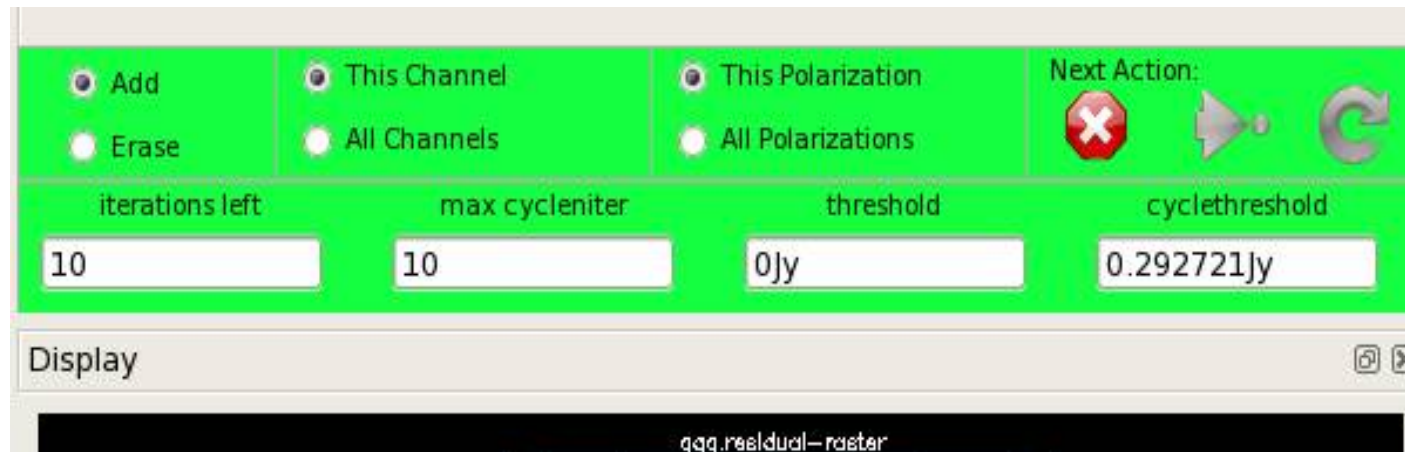 Add
This Channel
This Polarization
Next Action:
Erase
All Channels
All Polarizations
iterations left
max cycleniter
threshold
cyclethreshold
10
10
0Jy
0.292721Jy
Display
qqq.residual-raster